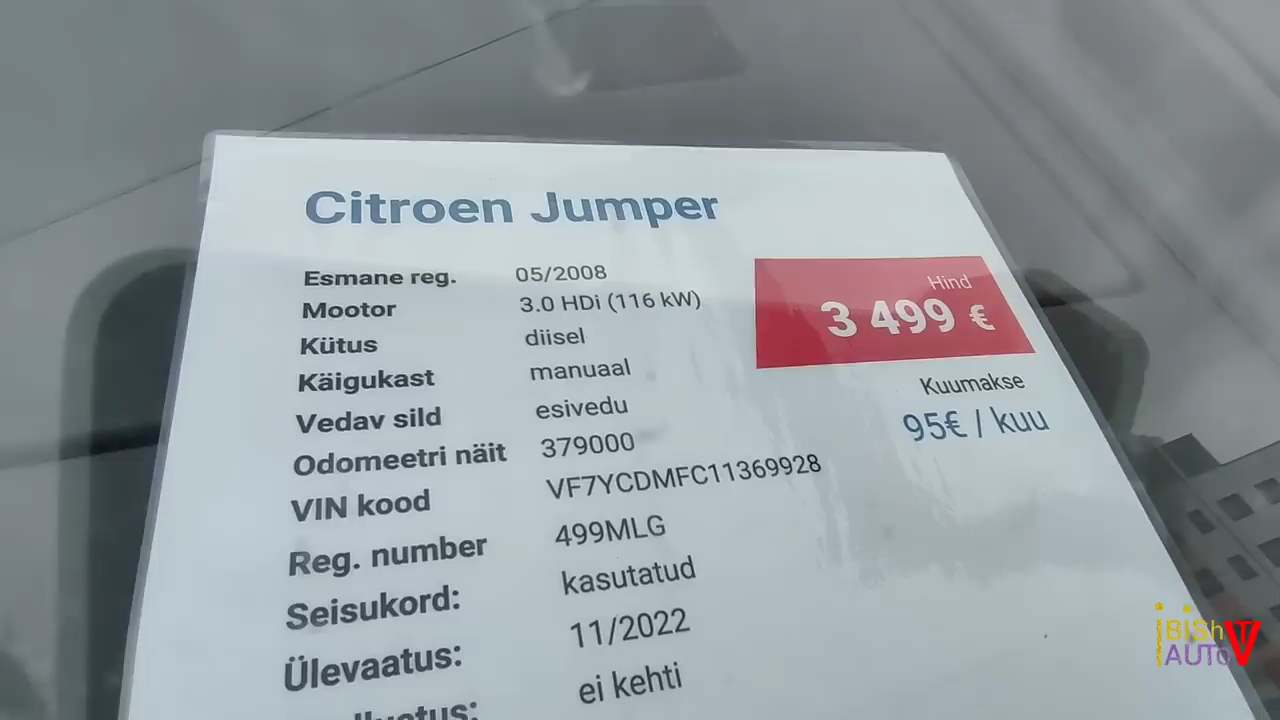 Citroen Jumper
Esmane reg. 05/2008
Mootor 3.0 HDi (116 kW)
Kütus diisel
Käigukast manuaal
Vedav sild esivedu
Odomeetri näit 379000
VIN kood VF7YCDMFC11369928
Reg. number 499MLG
Seisukord: kasutatud
Ülevaatus: 11/2022
ei kehti
Hind
3 499 €
Kuumakse
95€ / kuu
iBISh
AUTO TV